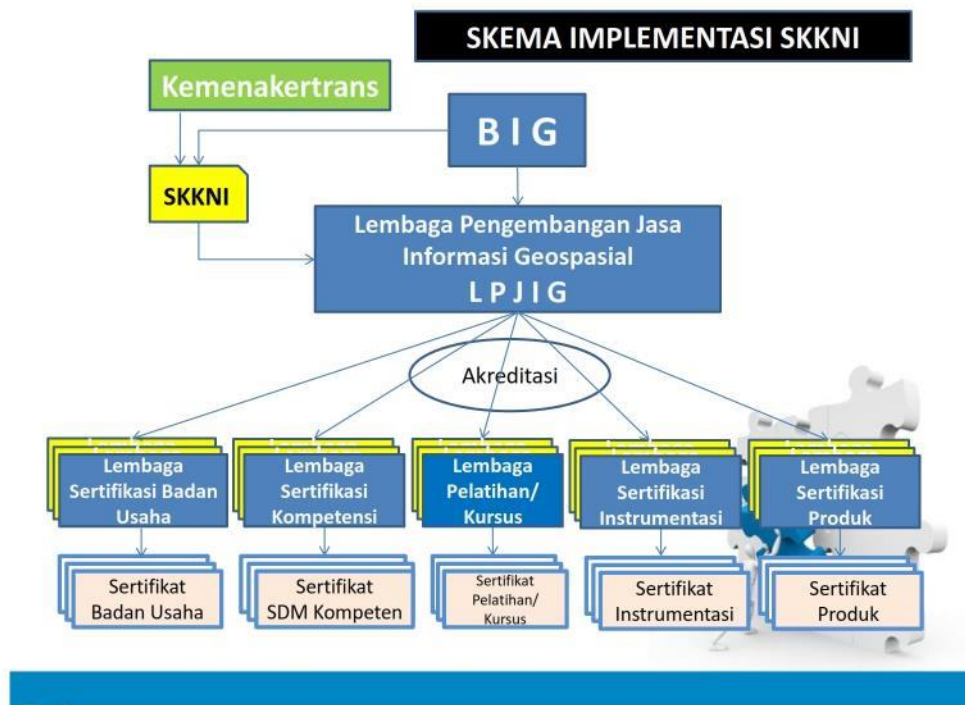 SKEMA IMPLEMENTASI SKKNI
Kemenakertrans
B I G
SKKNI
Lembaga Pengembangan Jasa
Informasi Geospasial
L P J I G
Akreditasi
Lembaga
Sertifikasi Badan
Usaha
Lembaga
Sertifikasi
Kompetensi
Lembaga
Pelatihan/
Kursus
Lembaga
Sertifikasi
Instrumentasi
Lembaga
Sertifikasi
Produk
Sertifikat
Badan Usaha
Sertifikat
SDM Kompeten
Sertifikat
Pelatihan/
Kursus
Sertifikat
Instrumentasi
Sertifikat
Produk